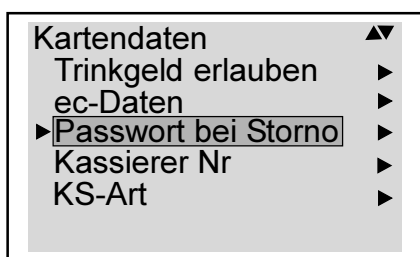 Kartendaten
Trinkgeld erlauben
ec-Daten
Passwort bei Storno
Kassierer Nr
KS-Art